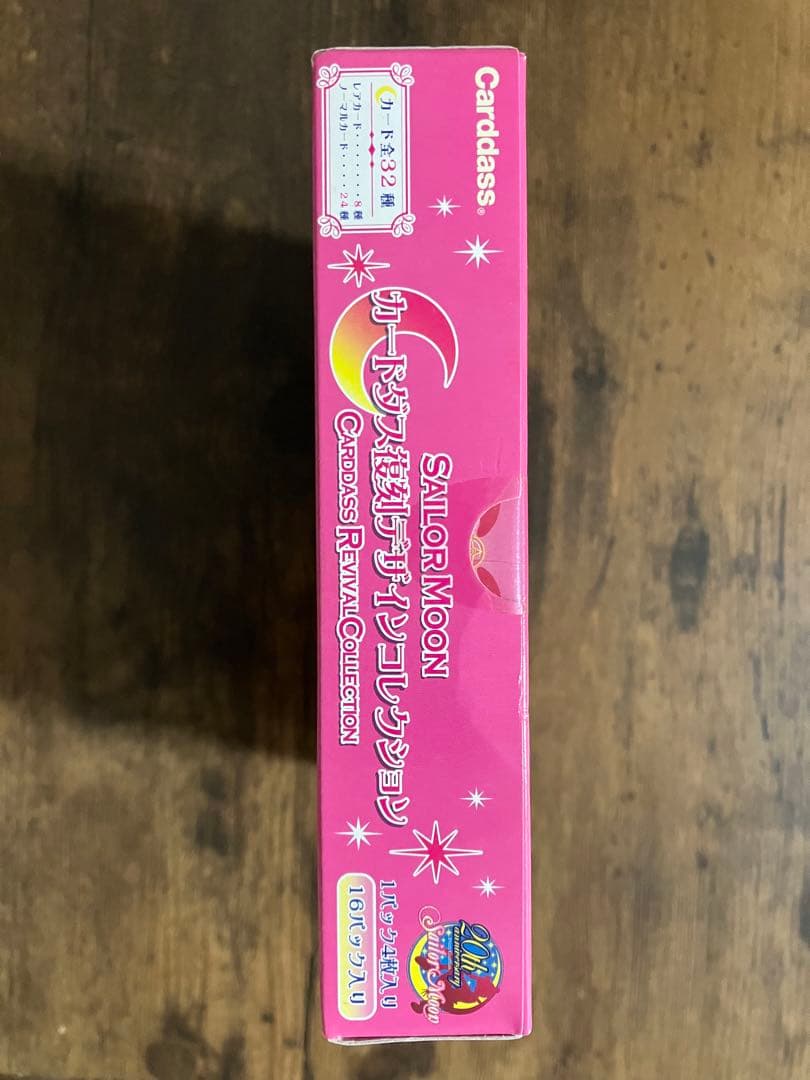 Carddass®
カード全32種
レアカード・・・・・・・8種
ノーマルカード・・・・24種
SAILOR MOON
カードダス復刻デザインコレクション
CARDDASS REVIVAL COLLECTION
1パック4枚入り
16パック入り
20th
anniversary
Sailor Moon